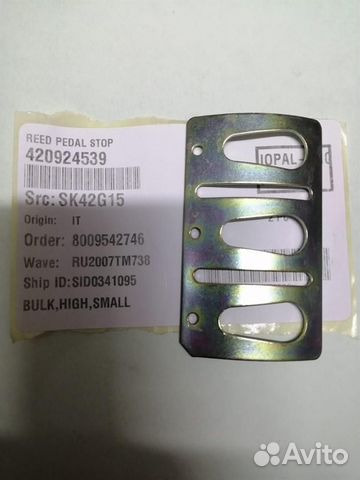 REED PEDAL STOP
420924539
Src: SK42G15
Origin: IT
Order: 8009542746
Wave: RU2007TM738
Ship ID:SID0341095
BULK,HIGH,SMALL
IOPAL-
Avito